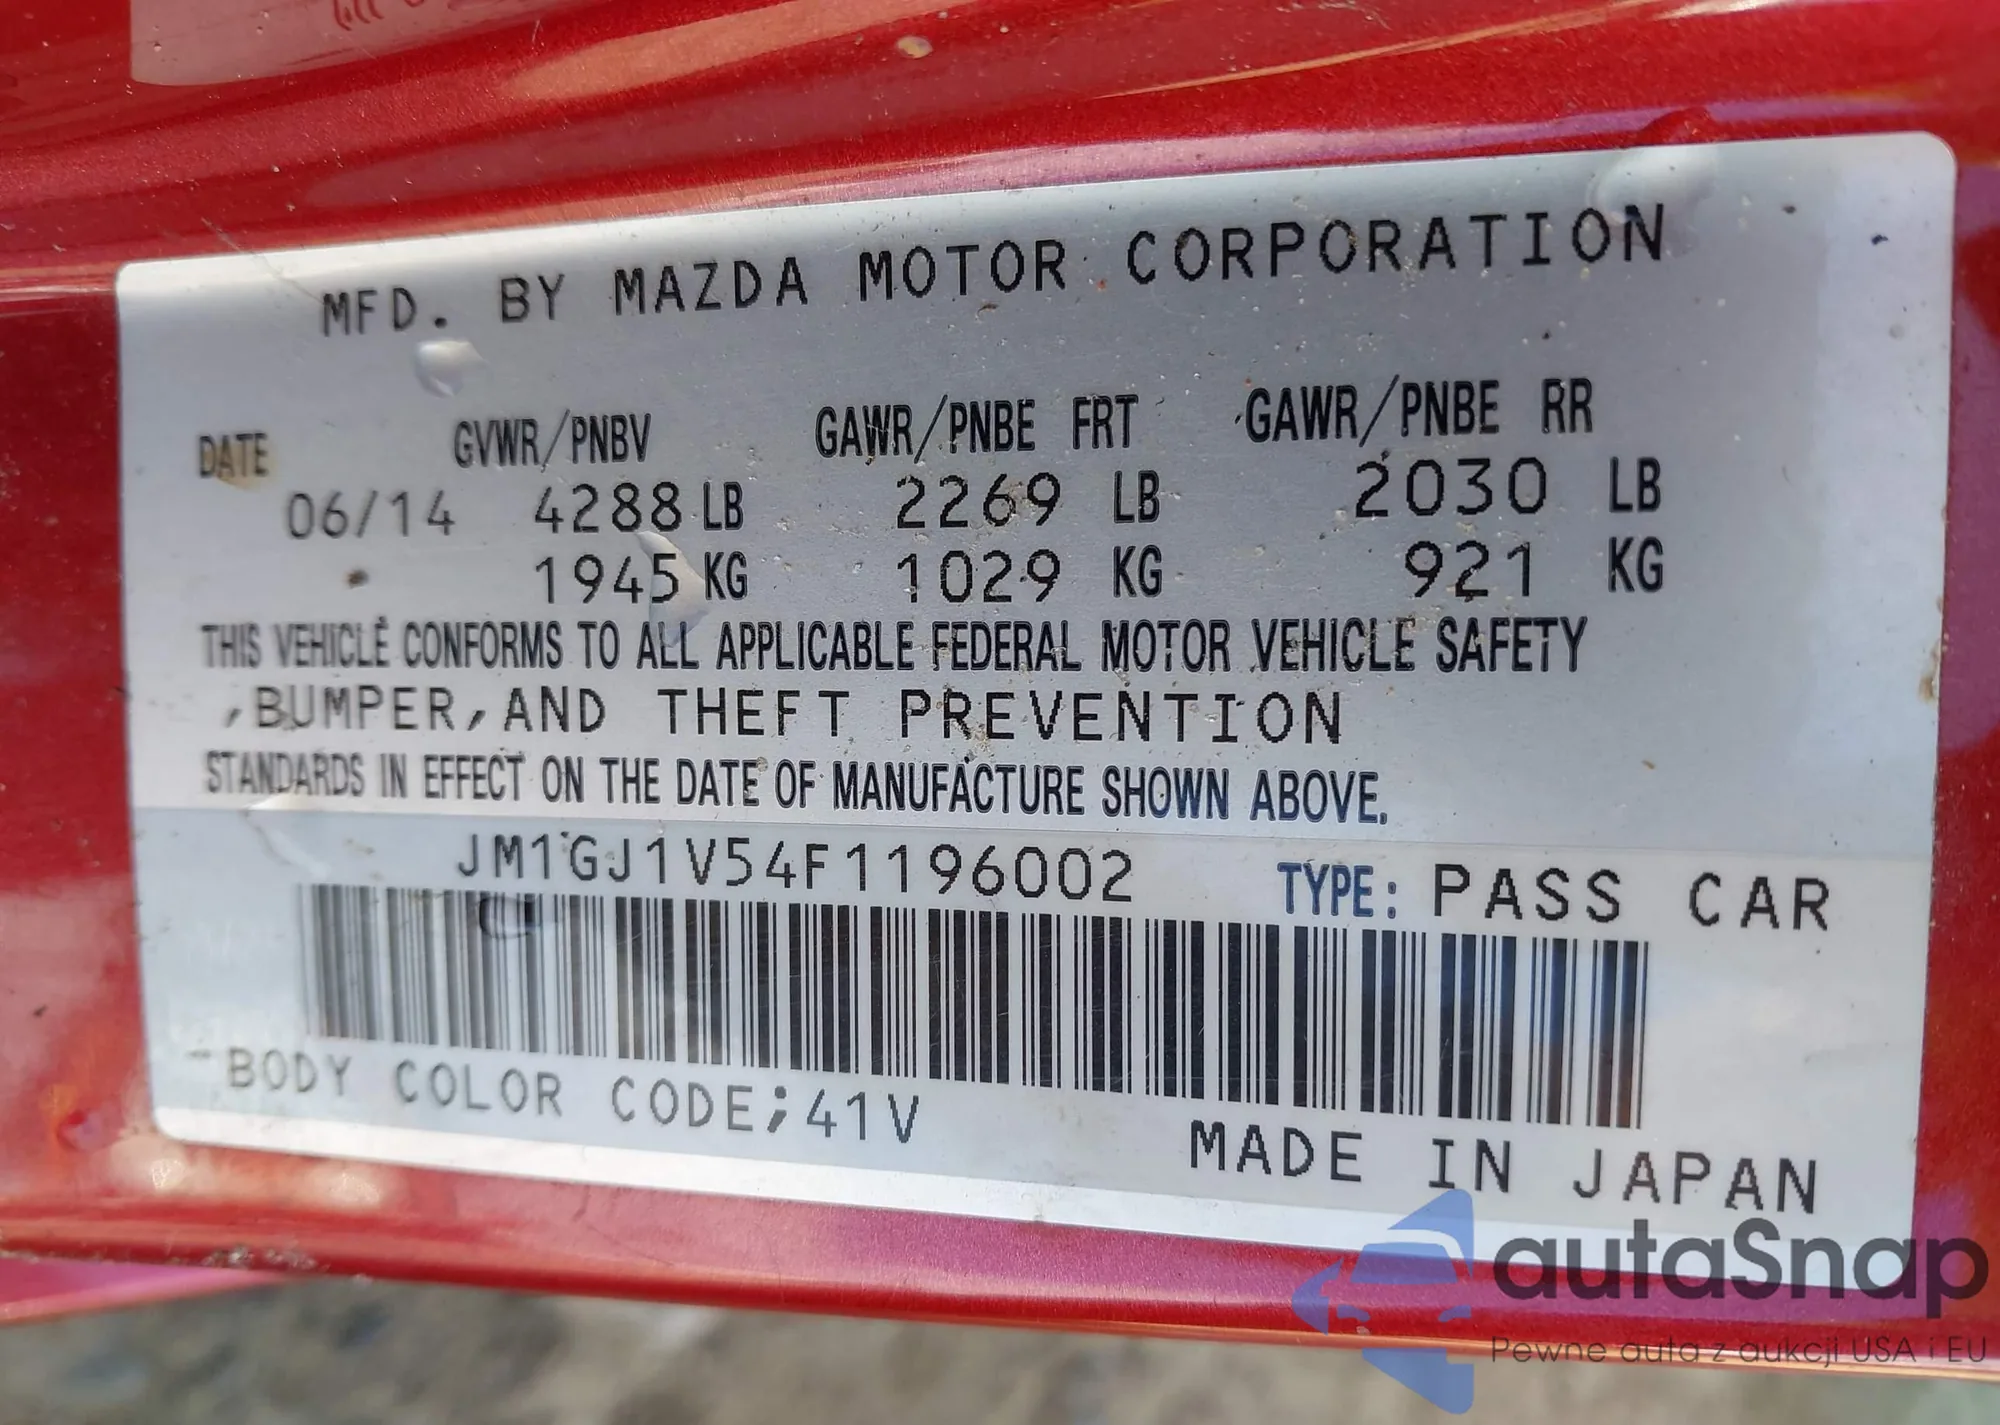 MFD. BY MAZDA MOTOR CORPORATION
DATE GVWR/PNBV GAWR/PNBE FRT GAWR/PNBE RR
06/14 4288 LB 2269 LB 2030 LB
1945 KG 1029 KG 921 KG
THIS VEHICLE CONFORMS TO ALL APPLICABLE FEDERAL MOTOR VEHICLE SAFETY
,BUMPER,AND THEFT PREVENTION
STANDARDS IN EFFECT ON THE DATE OF MANUFACTURE SHOWN ABOVE.
JM1GJ1V54F1196002 TYPE: PASS CAR
BODY COLOR CODE;41V
MADE IN JAPAN
autaSnap
Pewne auta z aukcji USA i EU